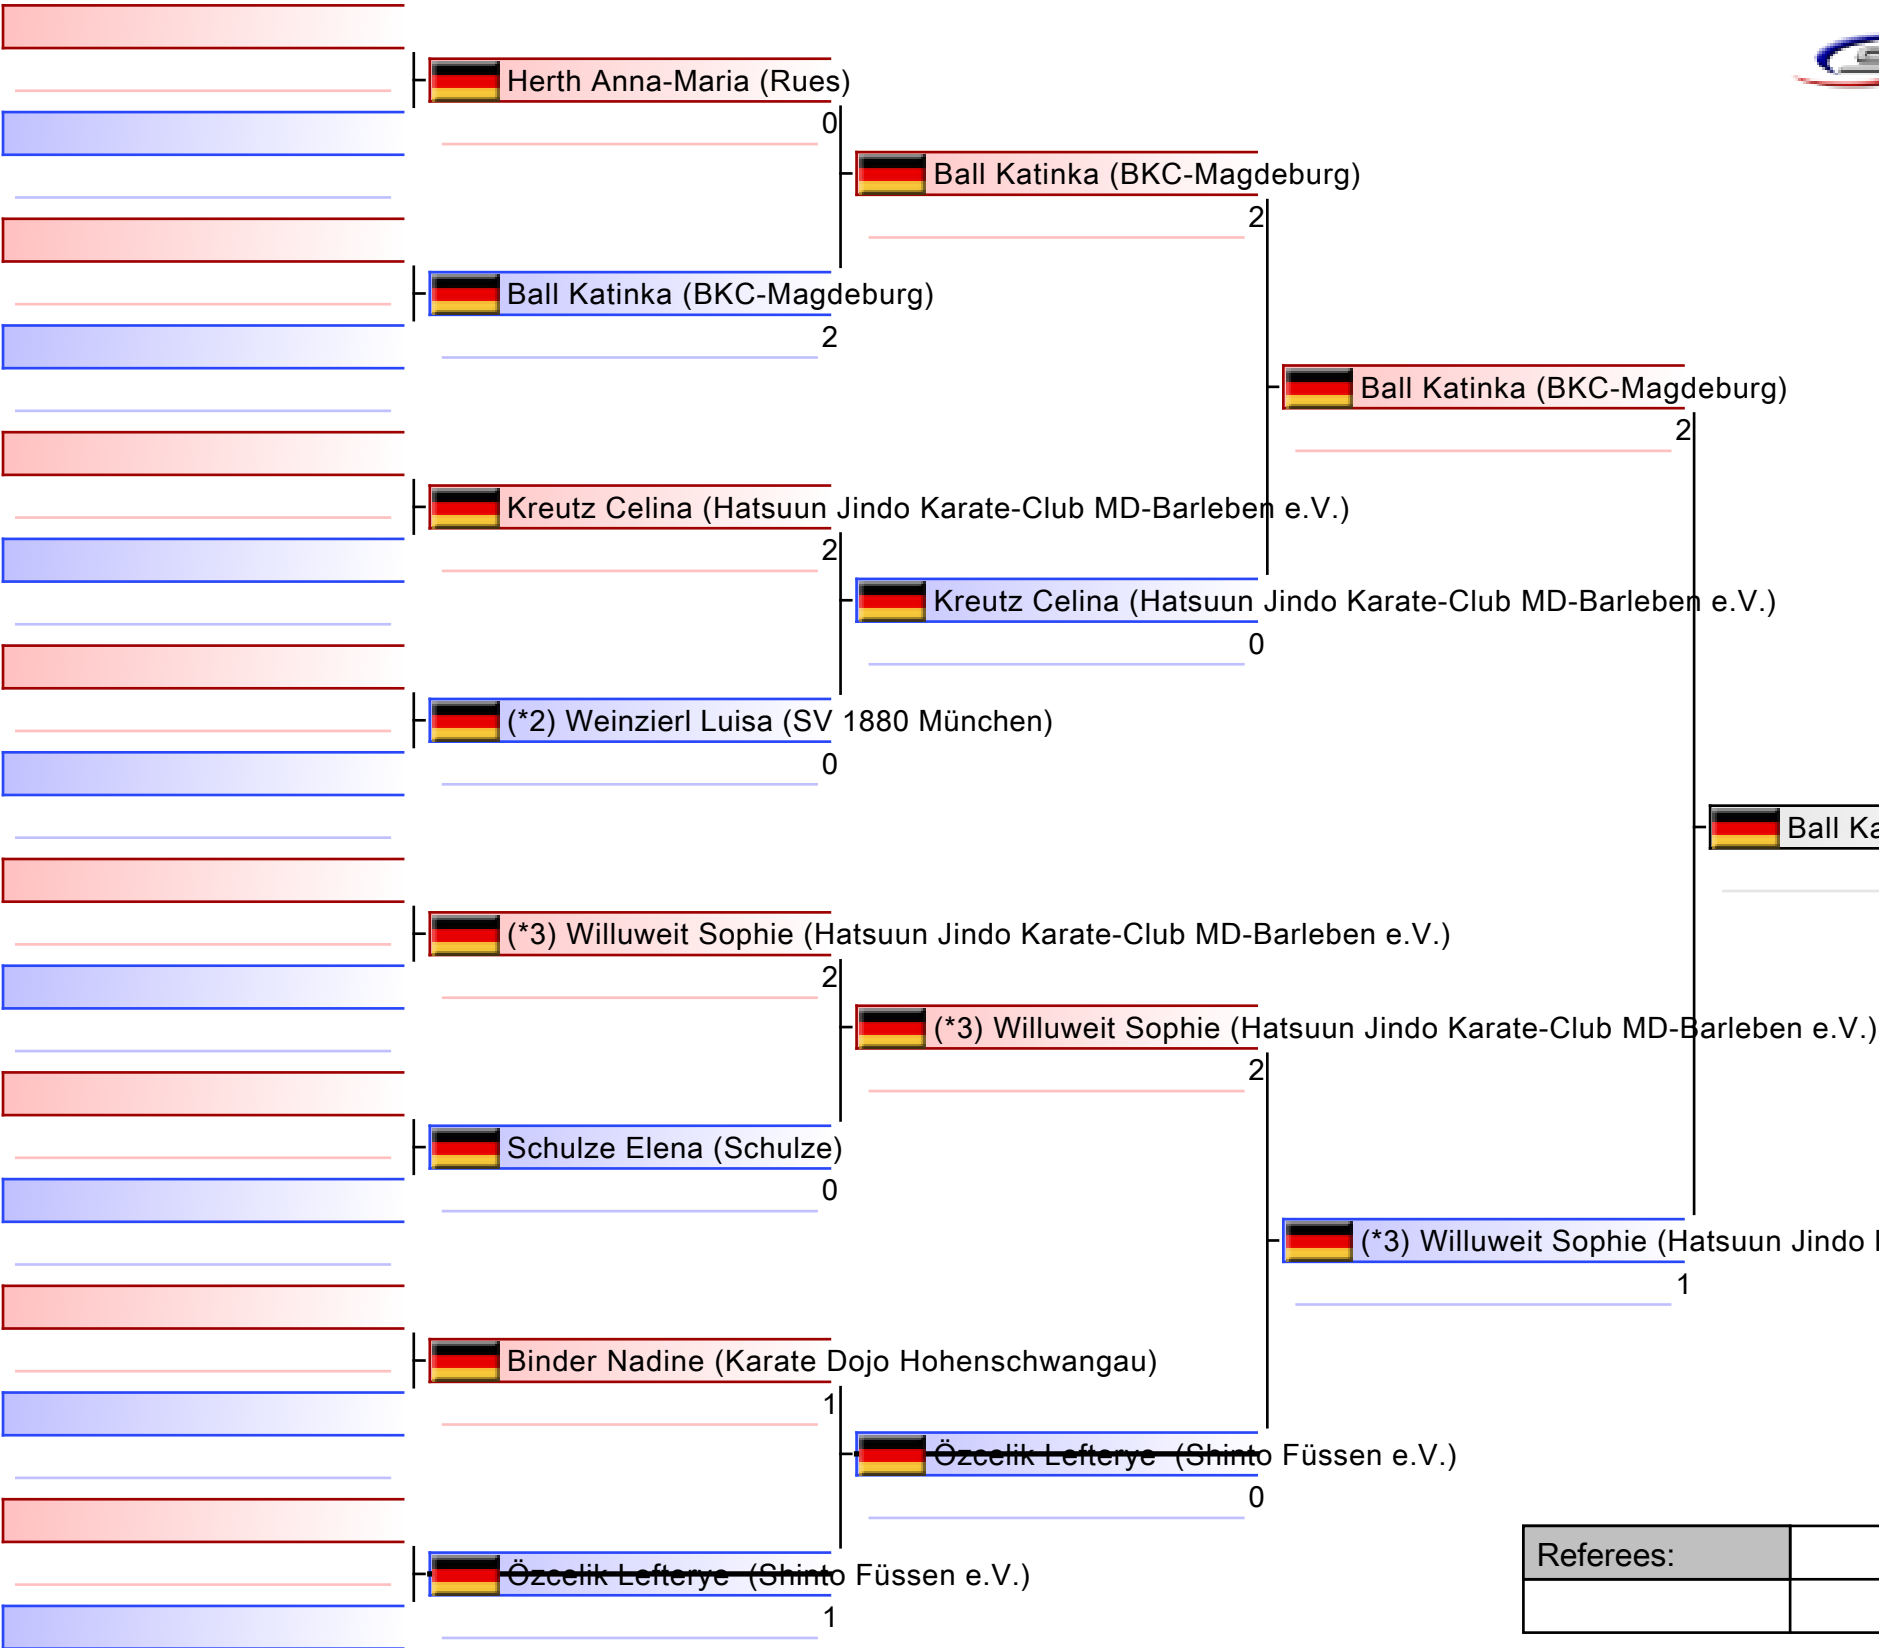 Herth Anna-Maria (Rues)
0
Ball Katinka (BKC-Magdeburg)
2
Ball Katinka (BKC-Magdeburg)
2
Ball Katinka (BKC-Magdeburg)
2
Kreutz Celina (Hatsuun Jindo Karate-Club MD-Barleben e.V.)
2
Kreutz Celina (Hatsuun Jindo Karate-Club MD-Barleben e.V.)
0
(*2) Weinzierl Luisa (SV 1880 München)
0
Ball Ka
(*3) Willuweit Sophie (Hatsuun Jindo Karate-Club MD-Barleben e.V.)
2
(*3) Willuweit Sophie (Hatsuun Jindo Karate-Club MD-Barleben e.V.)
2
Schulze Elena (Schulze)
0
(*3) Willuweit Sophie (Hatsuun Jindo
1
Binder Nadine (Karate Dojo Hohenschwangau)
1
Özcelik Lefterye (Shinto Füssen e.V.)
0
Özcelik Lefterye (Shinto Füssen e.V.)
1
Referees: